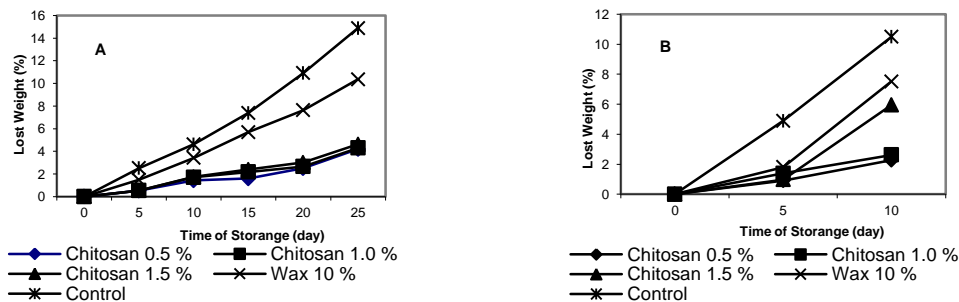 A
Lost Weight (%)
16
14
12
10
8
6
4
2
0
0 5 10 15 20 25
Time of Storange (day)
Chitosan 0.5 % Chitosan 1.0 %
Chitosan 1.5 % Wax 10 %
Control
B
Lost Weight (%)
12
10
8
6
4
2
0
0 5 10
Time of Storange (day)
Chitosan 0.5 % Chitosan 1.0 %
Chitosan 1.5 % Wax 10 %
Control